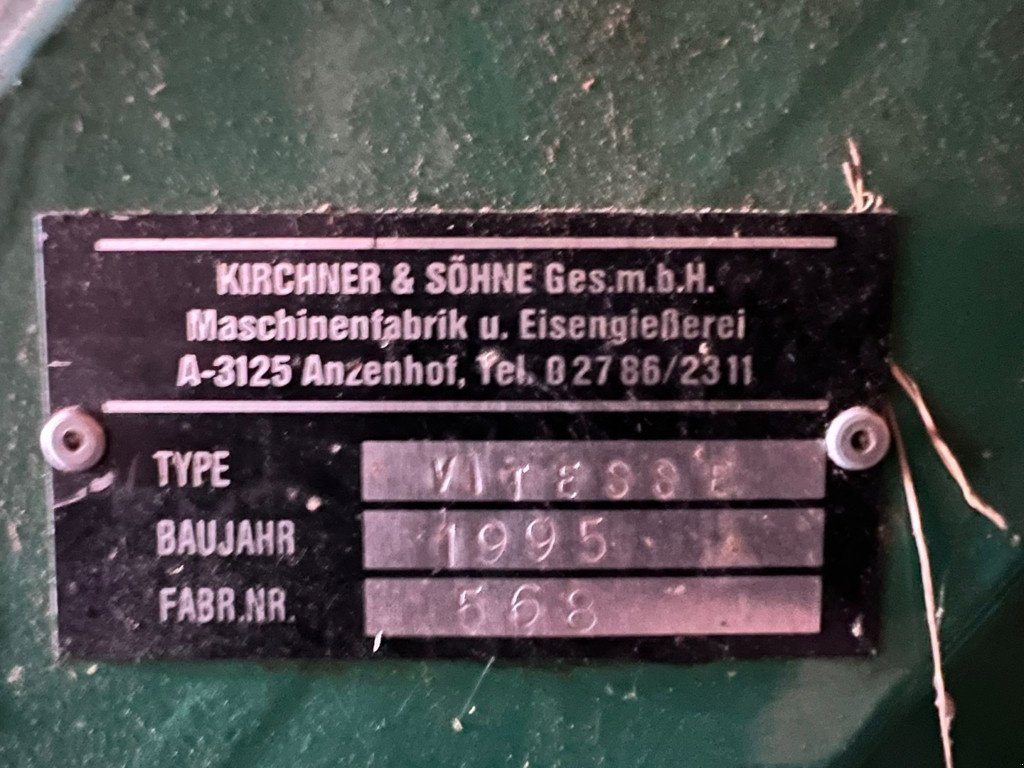 KIRCHNER & SÖHNE Ges.m.b.H.
Maschinenfabrik u. Eisengießerei
A-3125 Anzenhof, Tel. 0 27 86/23 11
TYPE VITESSE
BAUJAHR 1995
FABR.NR. 568